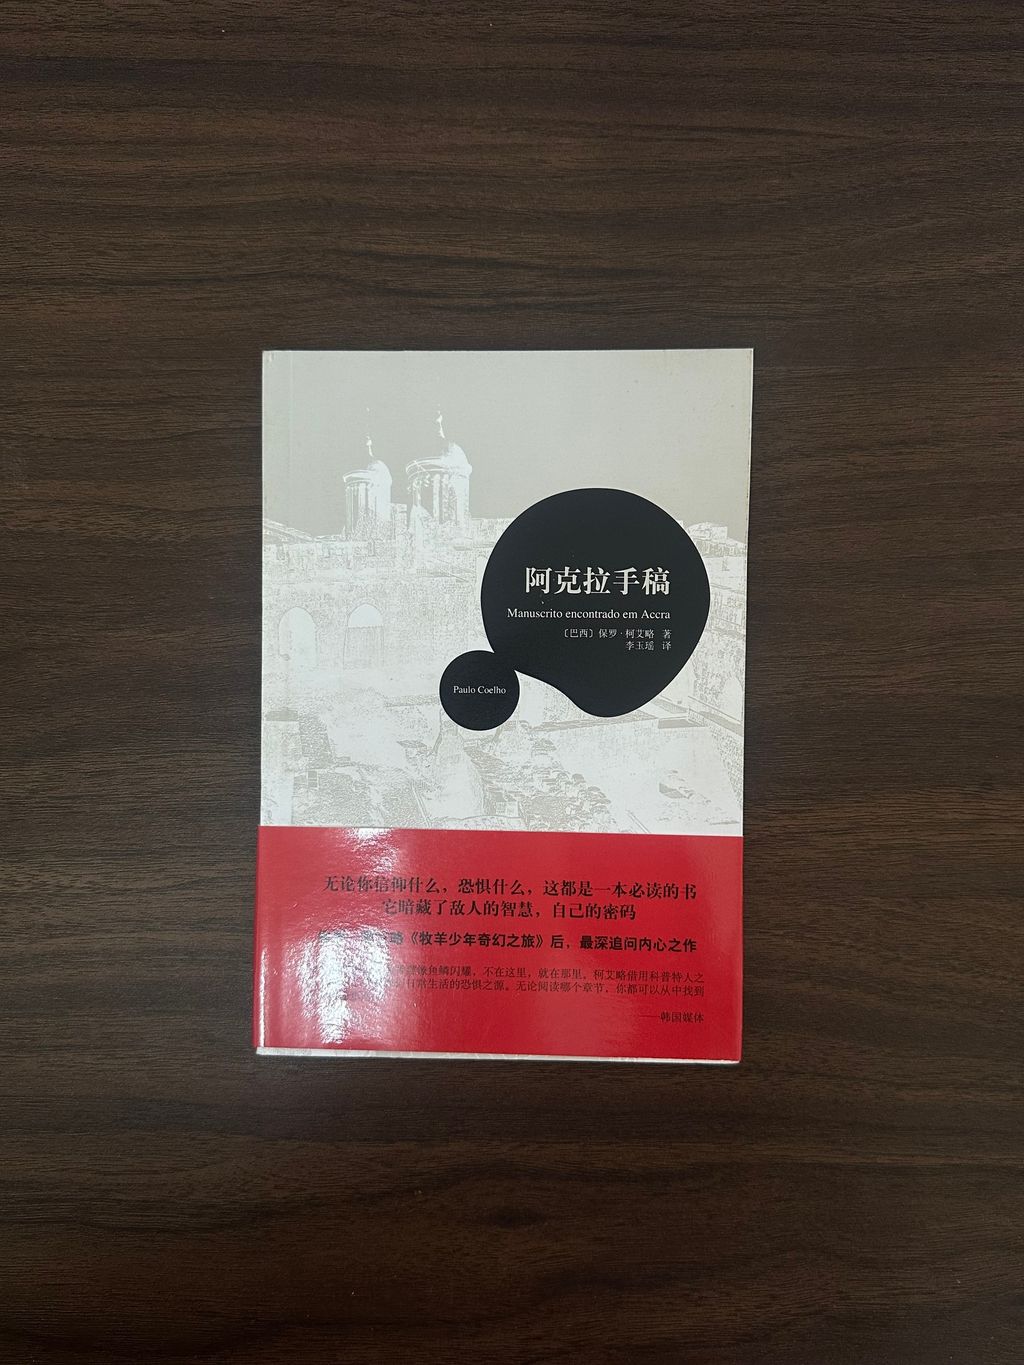 阿克拉手稿
Manuscrito encontrado em Accra
〔巴西〕保罗·柯艾略 著
李玉瑶 译
Paulo Coelho
无论你信仰什么，恐惧什么，这都是一本必读的书
它暗藏了敌人的智慧，自己的密码
略《牧羊少年奇幻之旅》后，最深追问内心之作
像鱼鳞闪耀，不在这里，就在那里。柯艾略借用科普特人之
日常生活的恐惧之源。无论阅读哪个章节，你都可以从中找到
——韩国媒体